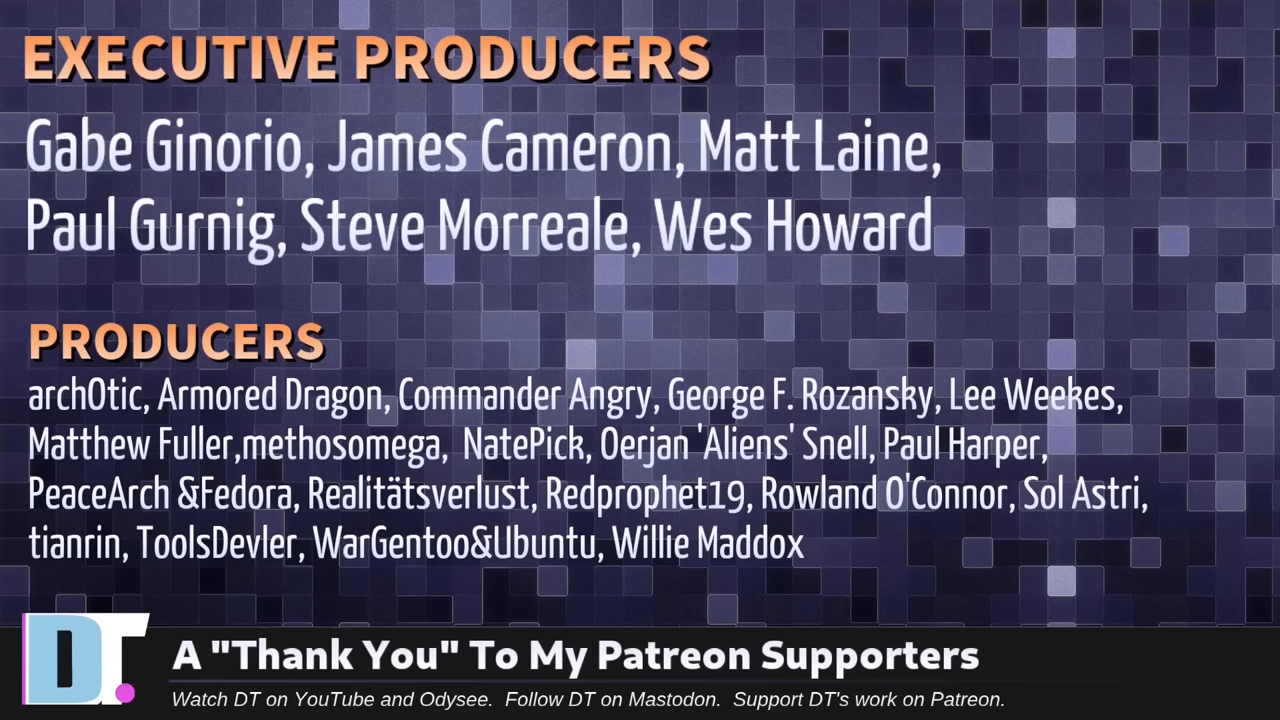 EXECUTIVE PRODUCERS
Gabe Ginorio, James Cameron, Matt Laine,
Paul Gurnig, Steve Morreale, Wes Howard
PRODUCERS
archOtic, Armored Dragon, Commander Angry, George F. Rozansky, Lee Weekes,
Matthew Fuller,methosomega, NatePick, Oerjan 'Aliens' Snell, Paul Harper,
PeaceArch &Fedora, Realitätsverlust, Redprophet19, Rowland O'Connor, Sol Astri,
tianrin, ToolsDevler, WarGentoo&Ubuntu, Willie Maddox
DT
A "Thank You" To My Patreon Supporters
Watch DT on YouTube and Odysee. Follow DT on Mastodon. Support DT's work on Patreon.